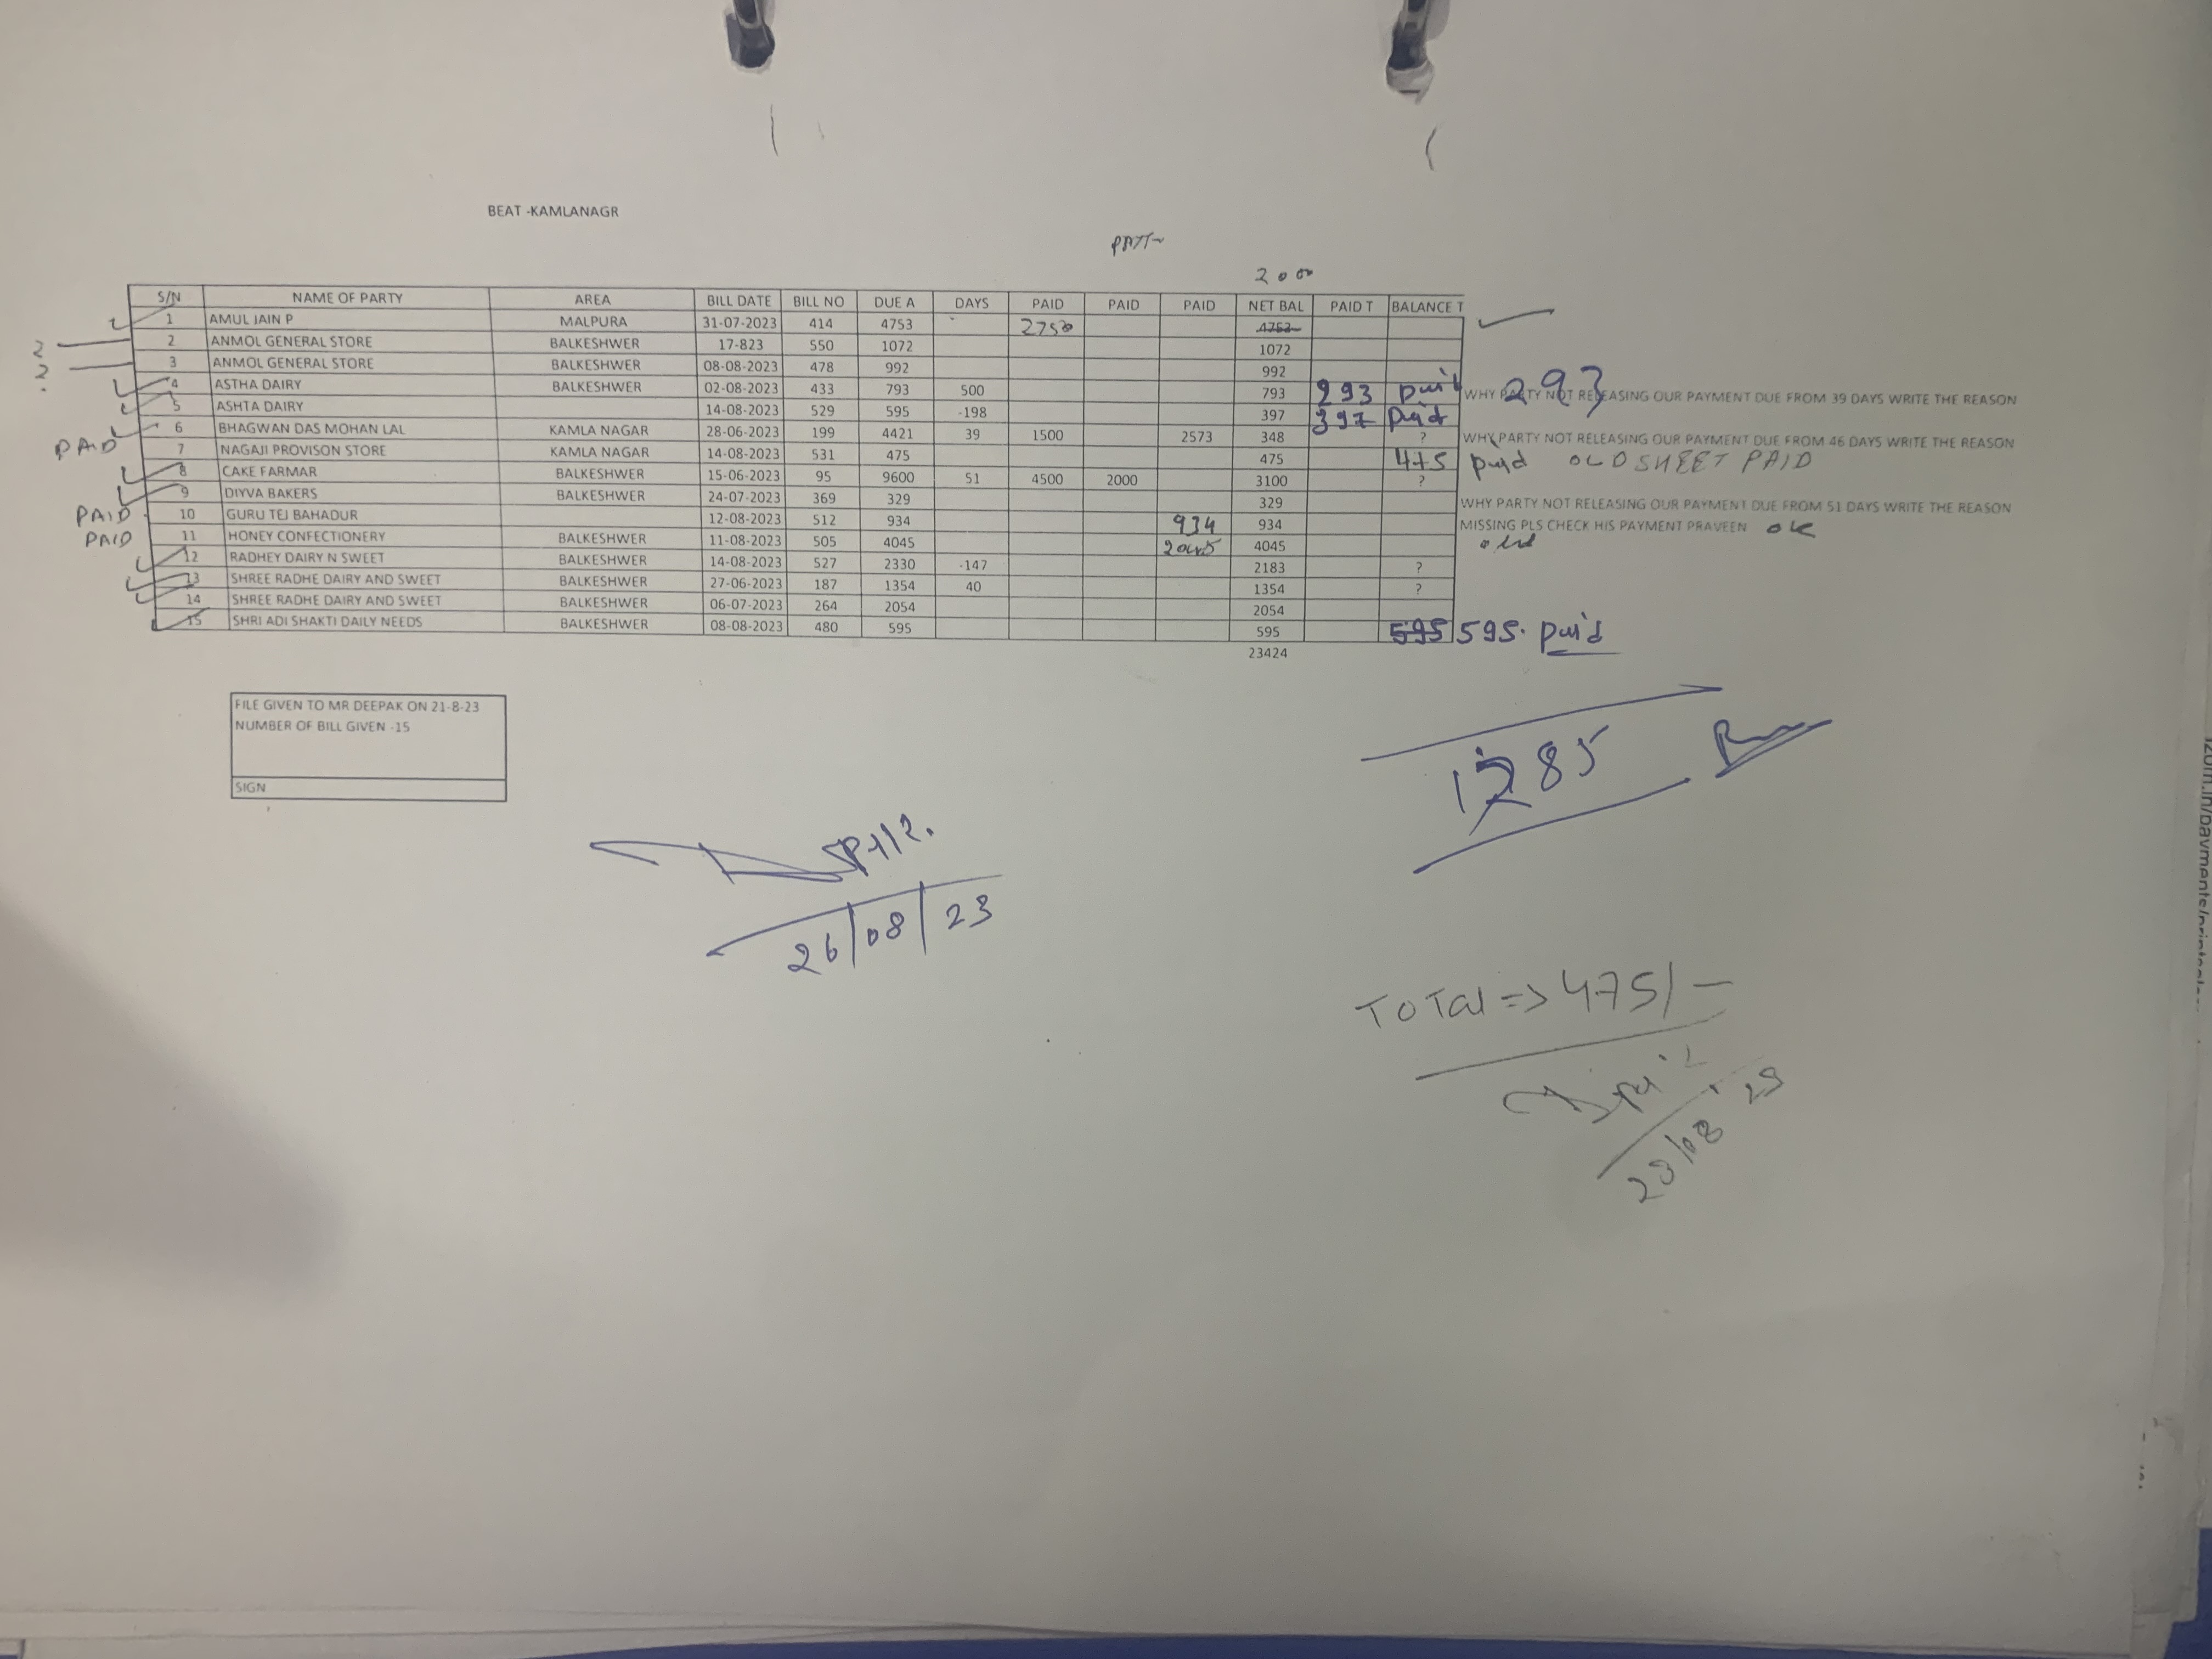 BEAT -KAMLANAGR
2000
S/N NAME OF PARTY AREA BILL DATE BILL NO DUE A DAYS PAID PAID PAID NET BAL PAID T BALANCE T
1 AMUL JAIN P MALPURA 31-07-2023 414 4753 2750 4753
2 ANMOL GENERAL STORE BALKESHWER 17-823 550 1072 1072
3 ANMOL GENERAL STORE BALKESHWER 08-08-2023 478 992 992
4 ASTHA DAIRY BALKESHWER 02-08-2023 433 793 500 793 293 paid 293
WHY PARTY NOT RELEASING OUR PAYMENT DUE FROM 39 DAYS WRITE THE REASON
5 ASHTA DAIRY 14-08-2023 529 595 -198 397 397 paid
6 BHAGWAN DAS MOHAN LAL KAMLA NAGAR 28-06-2023 199 4421 39 1500 2573 348 ? WHY PARTY NOT RELEASING OUR PAYMENT DUE FROM 46 DAYS WRITE THE REASON
PAID 7 NAGAJI PROVISON STORE KAMLA NAGAR 14-08-2023 531 475 475 475 paid OLD SHEET PAID
8 CAKE FARMAR BALKESHWER 15-06-2023 95 9600 51 4500 2000 3100 ?
9 DIYVA BAKERS BALKESHWER 24-07-2023 369 329 329 WHY PARTY NOT RELEASING OUR PAYMENT DUE FROM 51 DAYS WRITE THE REASON
PAID 10 GURU TEJ BAHADUR 12-08-2023 512 934 934 934 MISSING PLS CHECK HIS PAYMENT PRAVEEN OK
PAID 11 HONEY CONFECTIONERY BALKESHWER 11-08-2023 505 4045 2045 4045 old
12 RADHEY DAIRY N SWEET BALKESHWER 14-08-2023 527 2330 -147 2183 ?
13 SHREE RADHE DAIRY AND SWEET BALKESHWER 27-06-2023 187 1354 40 1354 ?
14 SHREE RADHE DAIRY AND SWEET BALKESHWER 06-07-2023 264 2054 2054
15 SHRI ADI SHAKTI DAILY NEEDS BALKESHWER 08-08-2023 480 595 595 595 595. paid
23424
FILE GIVEN TO MR DEEPAK ON 21-8-23
NUMBER OF BILL GIVEN -15
SIGN
1285
26/08/23
Total => 475/-